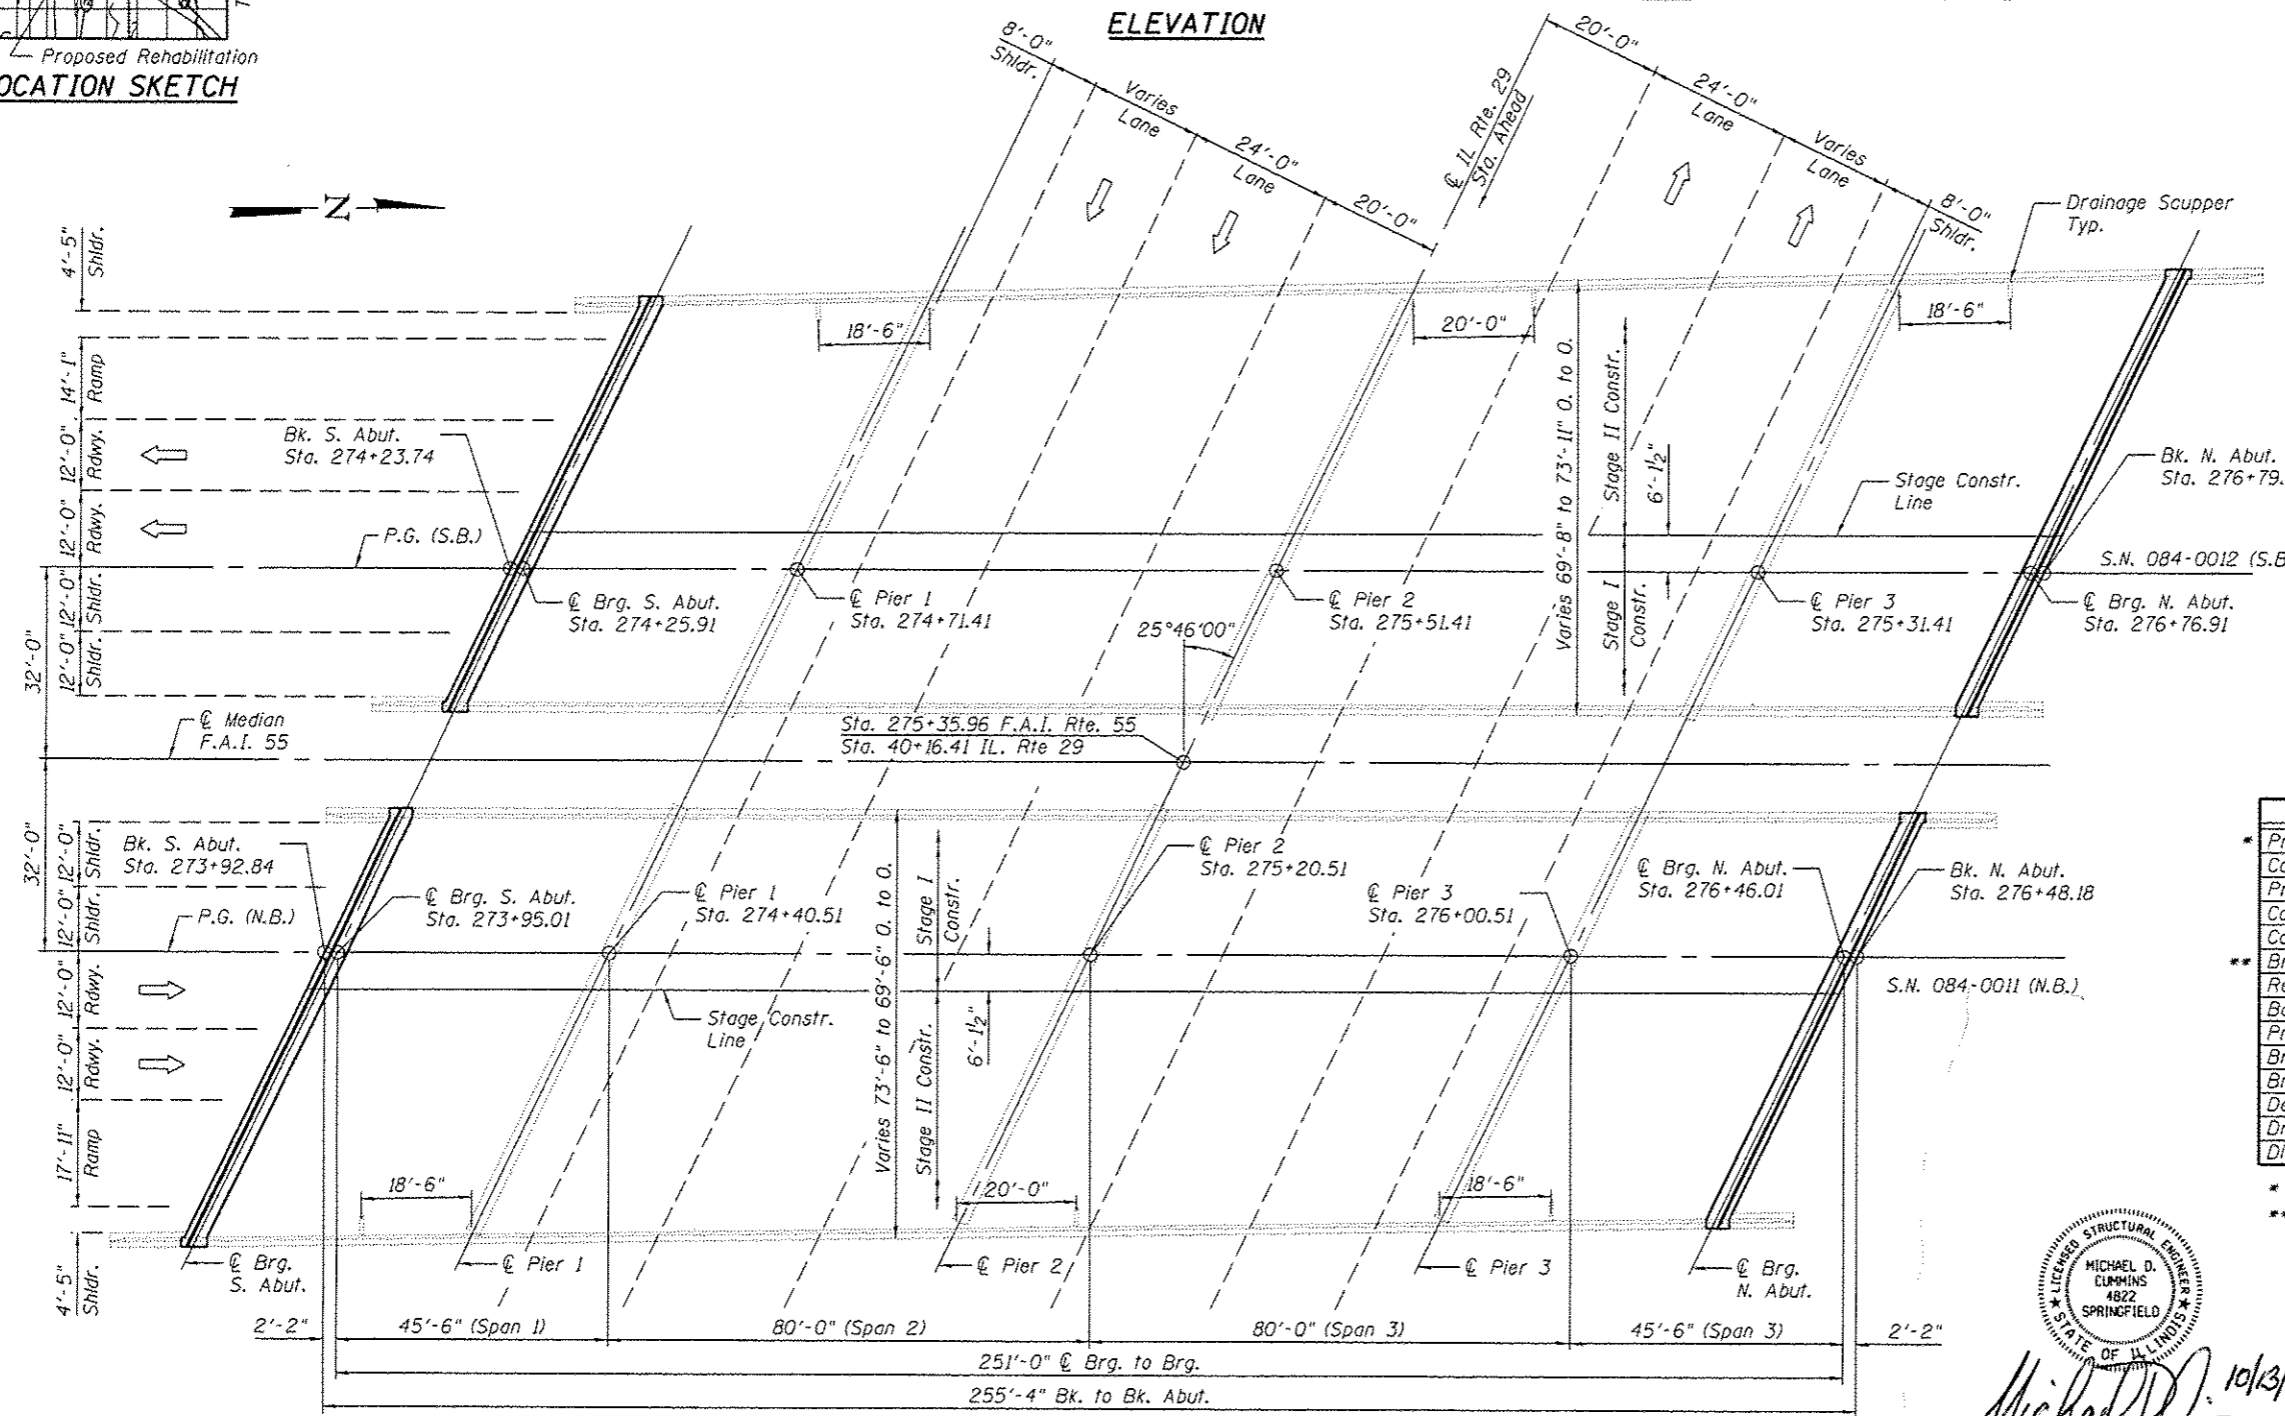 Proposed Rehabilitation
LOCATION SKETCH
ELEVATION
8'-0"
Shldr.
Varies
Lane
24'-0"
Lane
20'-0"
℄ IL Rte. 29
Sta. Ahead
20'-0"
24'-0"
Lane
Varies
Lane
8'-0"
Shldr.
Drainage Scupper
Typ.
N
4'-5"
Shldr.
14'-1"
Ramp
12'-0"
Rdwy.
12'-0"
Rdwy.
12'-0"
Shldr.
12'-0"
Shldr.
32'-0"
18'-6"
20'-0"
18'-6"
Bk. S. Abut.
Sta. 274+23.74
P.G. (S.B.)
℄ Brg. S. Abut.
Sta. 274+25.91
℄ Pier 1
Sta. 274+71.41
℄ Pier 2
Sta. 275+51.41
25°46'00"
Varies 69'-8" to 73'-11" O. to O.
Stage II Constr.
Stage I
Constr.
6'-1½"
Stage Constr.
Line
Bk. N. Abut.
Sta. 276+79.
S.N. 084-0012 (S.B
℄ Pier 3
Sta. 275+31.41
℄ Brg. N. Abut.
Sta. 276+76.91
℄ Median
F.A.I. 55
Sta. 275+35.96 F.A.I. Rte. 55
Sta. 40+16.41 IL. Rte 29
32'-0"
12'-0"
Shldr.
12'-0"
Shldr.
12'-0"
Rdwy.
12'-0"
Rdwy.
17'-11"
Ramp
4'-5"
Shldr.
Bk. S. Abut.
Sta. 273+92.84
P.G. (N.B.)
℄ Brg. S. Abut.
Sta. 273+95.01
℄ Pier 1
Sta. 274+40.51
℄ Pier 2
Sta. 275+20.51
℄ Pier 3
Sta. 276+00.51
℄ Brg. N. Abut.
Sta. 276+46.01
Bk. N. Abut.
Sta. 276+48.18
S.N. 084-0011 (N.B.)
Varies 73'-6" to 69'-6" O. to O.
Stage I
Constr.
Stage II Constr.
6'-1½"
Stage Constr.
Line
18'-6"
20'-0"
18'-6"
℄ Brg.
S. Abut.
℄ Pier 1
℄ Pier 2
℄ Pier 3
℄ Brg.
N. Abut.
2'-2"
45'-6" (Span 1)
80'-0" (Span 2)
80'-0" (Span 3)
45'-6" (Span 3)
2'-2"
251'-0" ℄ Brg. to Brg.
255'-4" Bk. to Bk. Abut.
*
**
*
**
LICENSED STRUCTURAL ENGINEER
MICHAEL D.
CUMMINS
4822
SPRINGFIELD
STATE OF ILLINOIS
Michael D.
10/13/